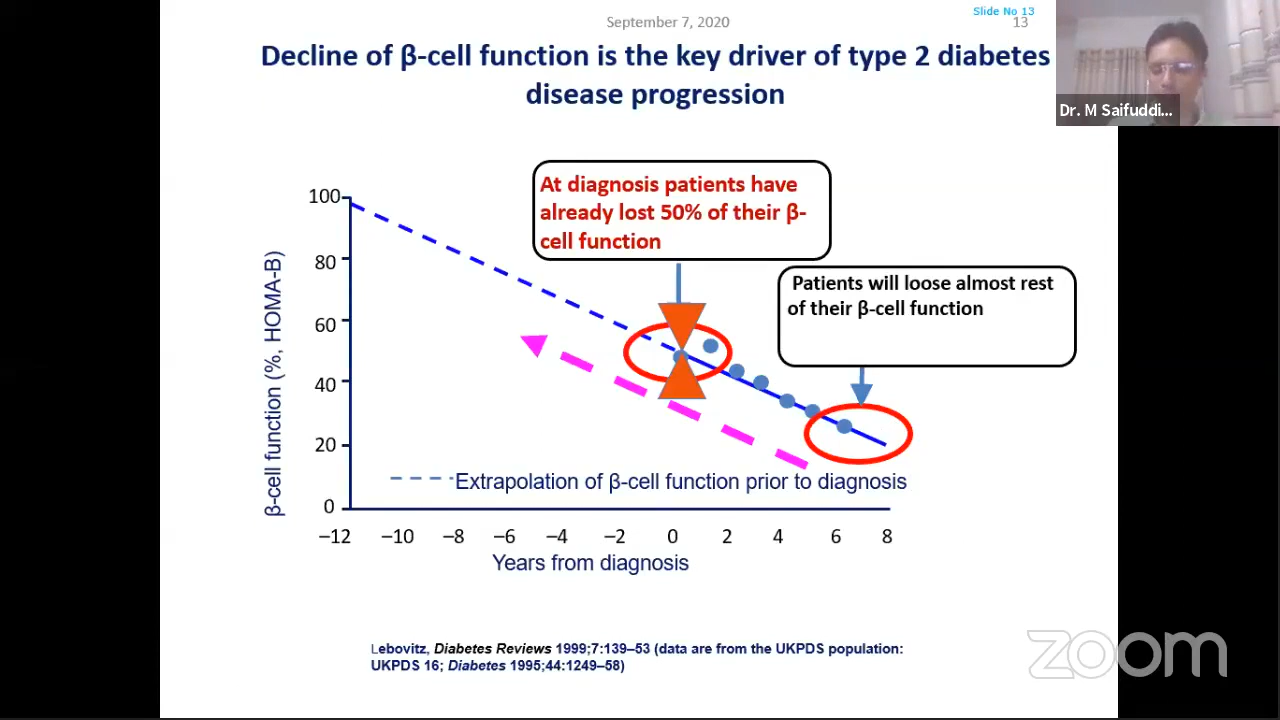 September 7, 2020
Slide No 13
13
Decline of β-cell function is the key driver of type 2 diabetes
disease progression
Dr. M Saifuddi...
At diagnosis patients have
already lost 50% of their β-
cell function
Patients will loose almost rest
of their β-cell function
β-cell function (%, HOMA-B)
100
80
60
40
20
0
Extrapolation of β-cell function prior to diagnosis
–12 –10 –8 –6 –4 –2 0 2 4 6 8
Years from diagnosis
Lebovitz, Diabetes Reviews 1999;7:139–53 (data are from the UKPDS population:
UKPDS 16; Diabetes 1995;44:1249–58)
zoom